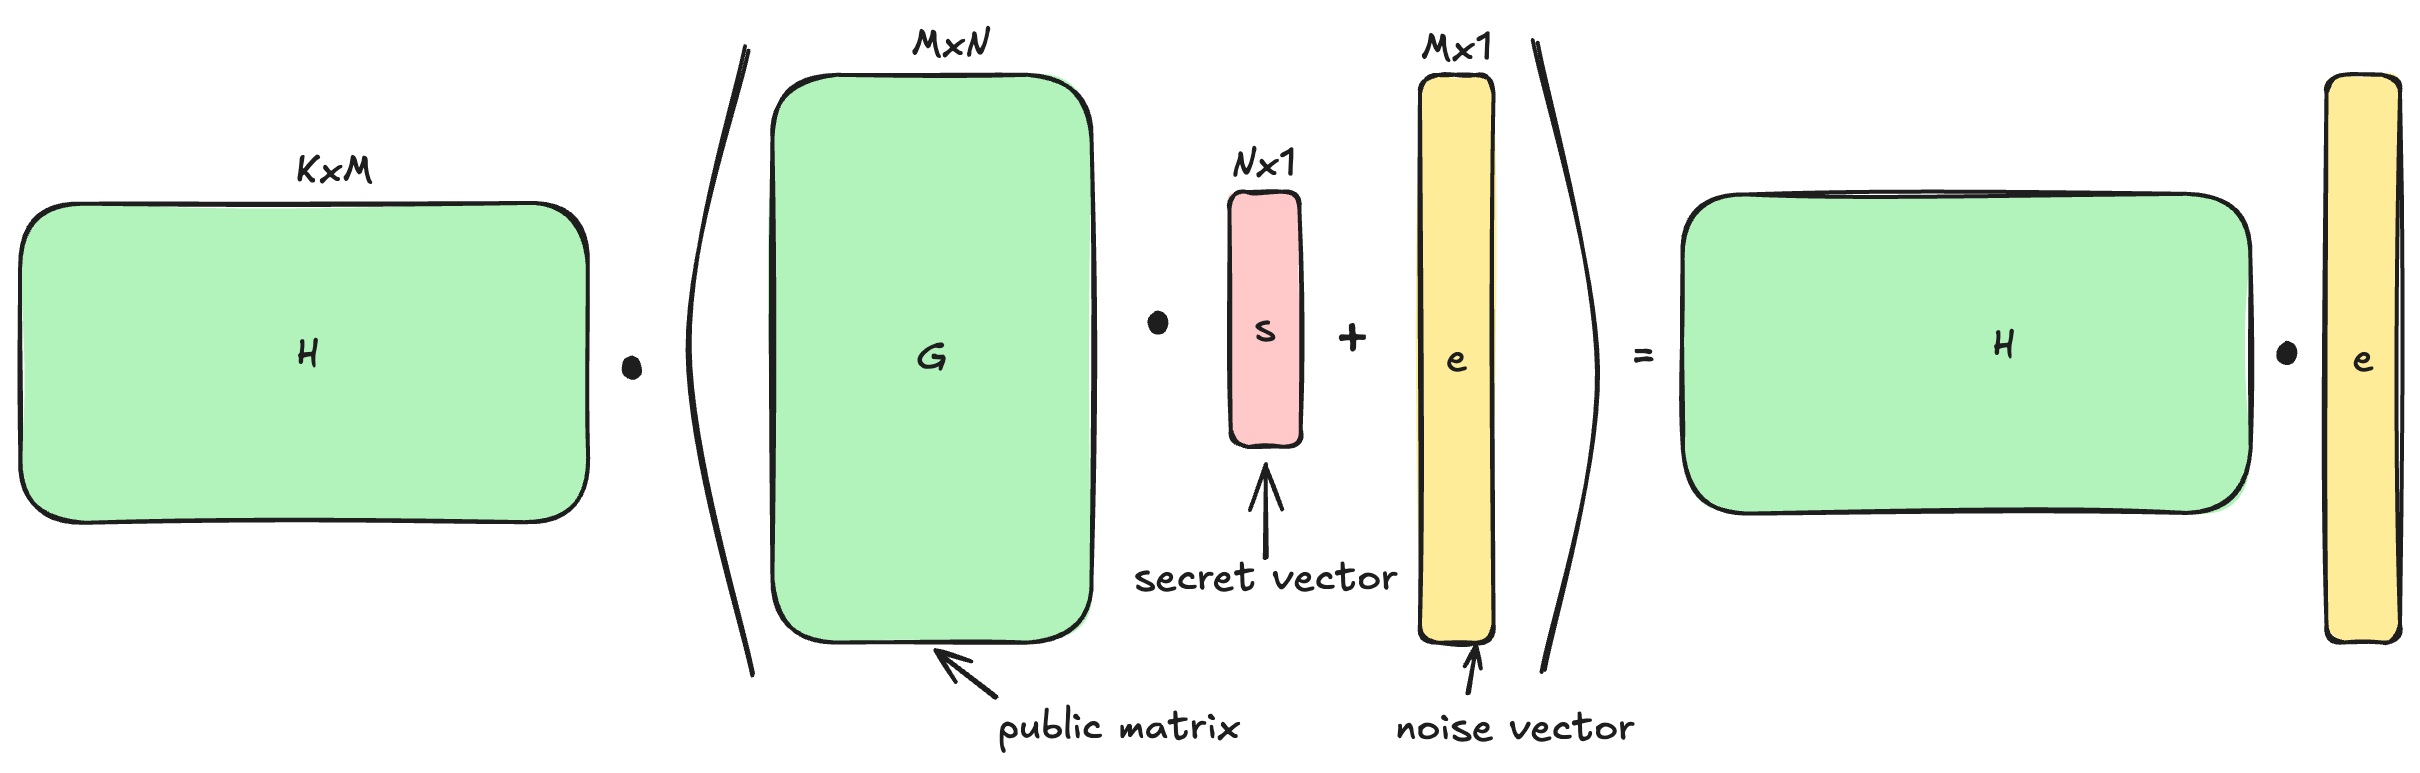 KxM
H
•
(
MxN
G
•
Nx1
s
+
Mx1
e
)
=
H
•
e
secret vector
public matrix
noise vector